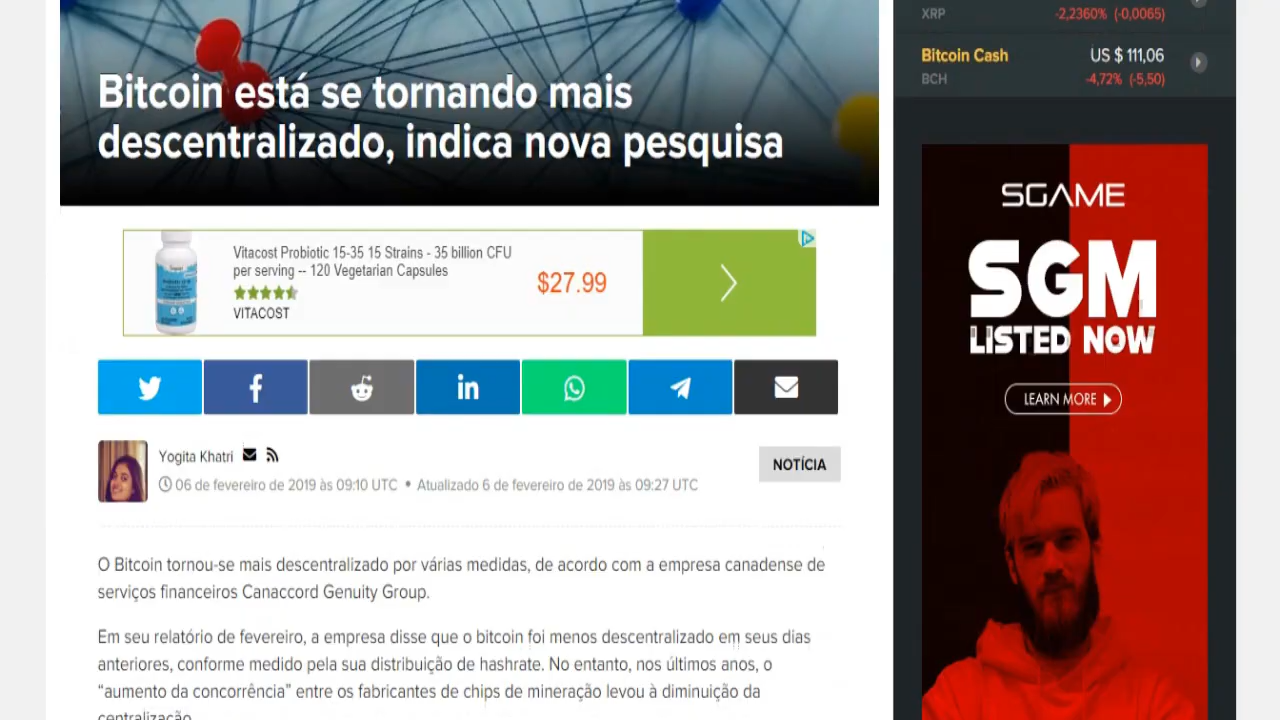 XRP
-2,2360% (-0,0065)
Bitcoin Cash
US $ 111,06
BCH
-4,72% (-5,50)
Bitcoin está se tornando mais
descentralizado, indica nova pesquisa
Vitacost Probiotic 15-35 15 Strains - 35 billion CFU
per serving -- 120 Vegetarian Capsules
$27.99
VITACOST
Yogita Khatri
06 de fevereiro de 2019 às 09:10 UTC • Atualizado 6 de fevereiro de 2019 às 09:27 UTC
NOTÍCIA
O Bitcoin tornou-se mais descentralizado por várias medidas, de acordo com a empresa canadense de
serviços financeiros Canaccord Genuity Group.
Em seu relatório de fevereiro, a empresa disse que o bitcoin foi menos descentralizado em seus dias
anteriores, conforme medido pela sua distribuição de hashrate. No entanto, nos últimos anos, o
“aumento da concorrência” entre os fabricantes de chips de mineração levou à diminuição da
centralização
SGAME
SGM
LISTED NOW
LEARN MORE